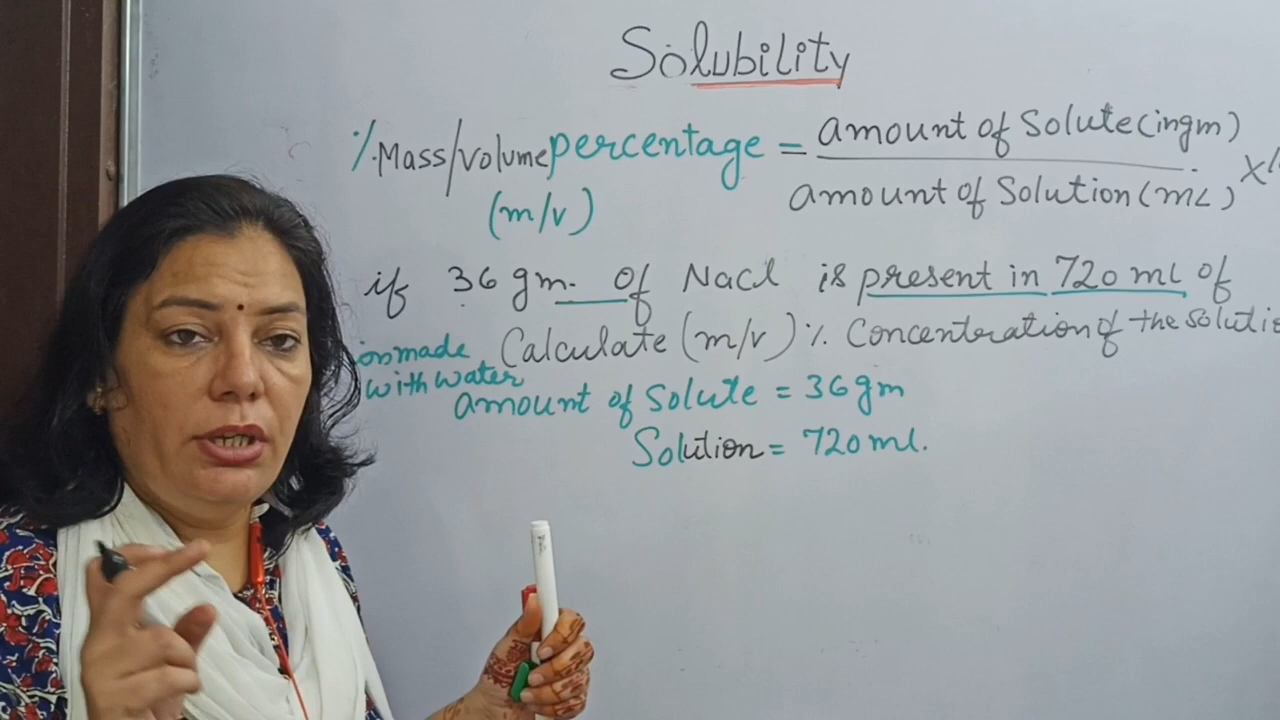 Solubility
% Mass/volume percentage = amount of Solute (in gm)
amount of Solution (mL)
(m/v)
if 36 gm. of Nacl is present in 720 ml of
Calculate (m/v) % Concentration of the
on made
with water
amount of Solute = 36 gm
Solution = 720 ml.